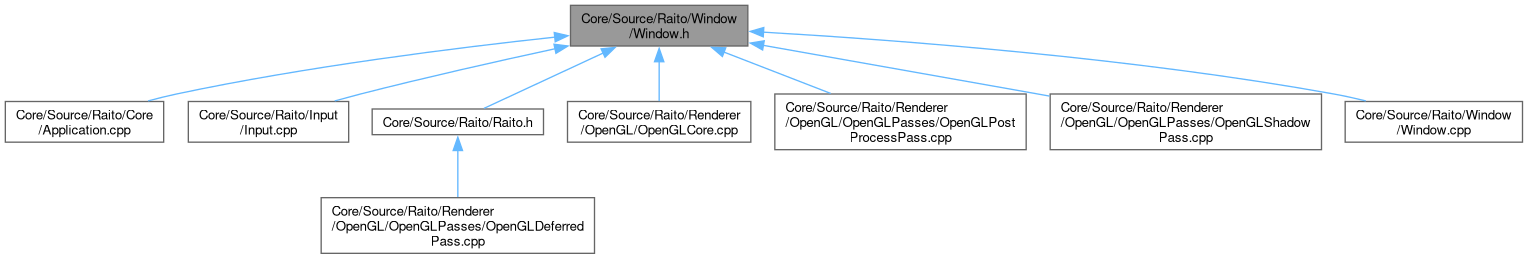 Core/Source/Raito/Window
/Window.h
Core/Source/Raito/Core
/Application.cpp
Core/Source/Raito/Input
/Input.cpp
Core/Source/Raito/Raito.h
Core/Source/Raito/Renderer
/OpenGL/OpenGLCore.cpp
Core/Source/Raito/Renderer
/OpenGL/OpenGLPasses/OpenGLPost
ProcessPass.cpp
Core/Source/Raito/Renderer
/OpenGL/OpenGLPasses/OpenGLShadow
Pass.cpp
Core/Source/Raito/Window
/Window.cpp
Core/Source/Raito/Renderer
/OpenGL/OpenGLPasses/OpenGLDeferred
Pass.cpp